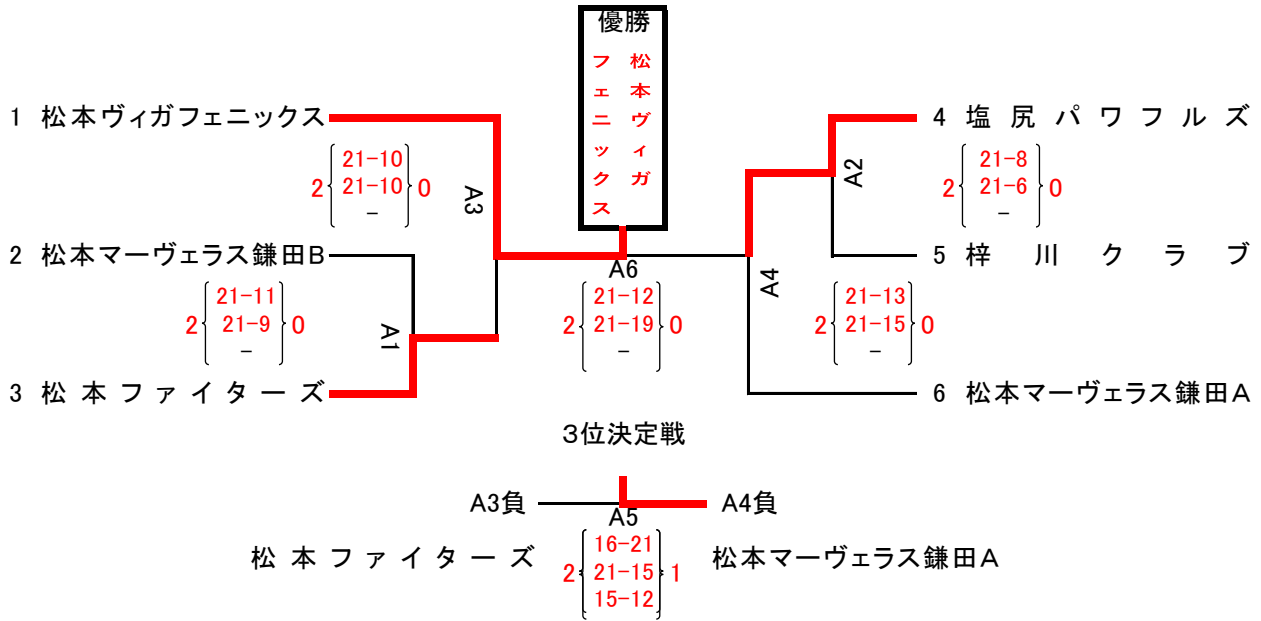 優勝
松本ヴィガ
フェニックス
1 松本ヴィガフェニックス
21-10
2 21-10 0
-
A3
2 松本マーヴェラス鎌田B
21-11
2 21-9 0
-
A1
3 松本ファイターズ
A6
21-12
2 21-19 0
-
4 塩尻パワフルズ
A2
21-8
2 21-6 0
-
5 梓川クラブ
A4
21-13
2 21-15 0
-
6 松本マーヴェラス鎌田A
3位決定戦
A3負 A4負
A5
松本ファイターズ 松本マーヴェラス鎌田A
16-21
2 21-15 1
15-12